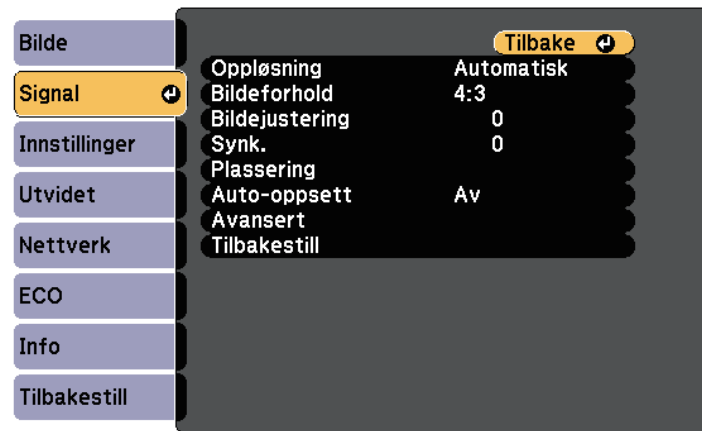 Bilde
Signal
Innstillinger
Utvidet
Nettverk
ECO
Info
Tilbakestill
Tilbake
Oppløsning Automatisk
Bildeforhold 4:3
Bildejustering 0
Synk. 0
Plassering
Auto-oppsett Av
Avansert
Tilbakestill